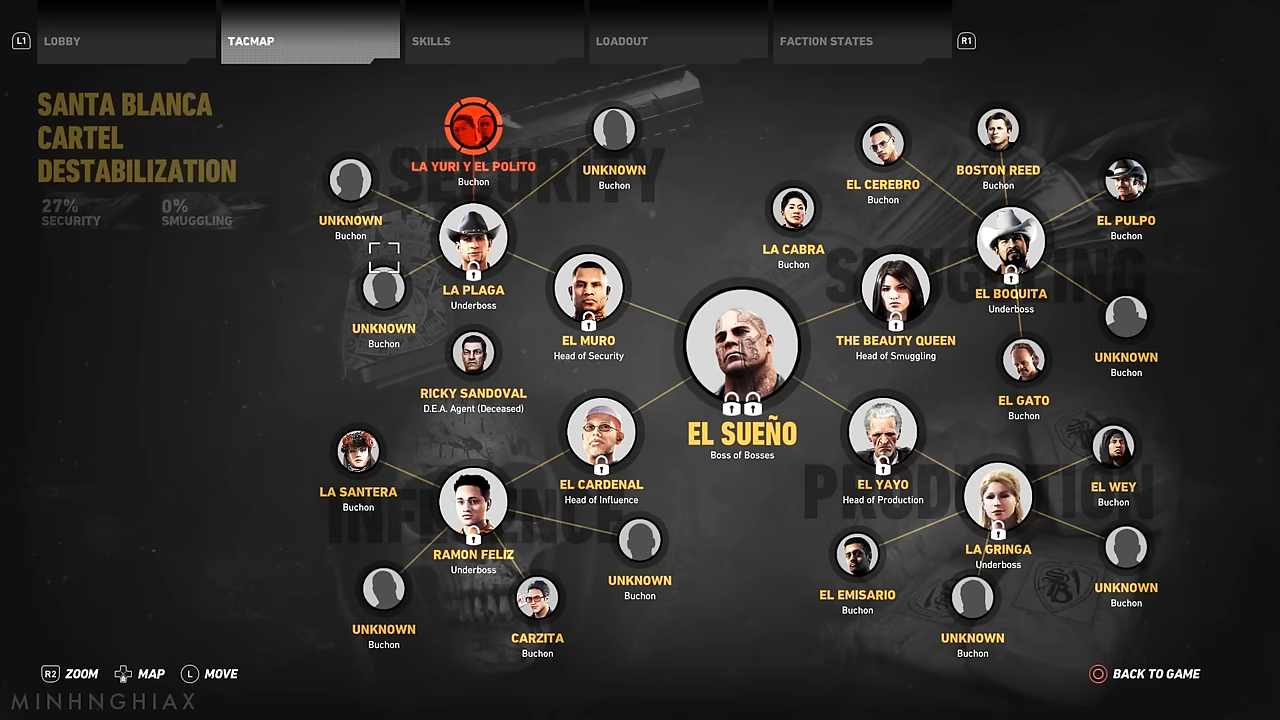 L1
LOBBY
TACMAP
SKILLS
LOADOUT
FACTION STATES
R1
SANTA BLANCA
CARTEL
DESTABILIZATION
27%
SECURITY
0%
SMUGGLING
SECURITY
SMUGGLING
INFLUENCE
PRODUCTION
LA YURI Y EL POLITO
Buchon
UNKNOWN
Buchon
UNKNOWN
Buchon
LA PLAGA
Underboss
UNKNOWN
Buchon
EL MURO
Head of Security
RICKY SANDOVAL
D.E.A. Agent (Deceased)
EL CEREBRO
Buchon
BOSTON REED
Buchon
EL PULPO
Buchon
LA CABRA
Buchon
EL BOQUITA
Underboss
THE BEAUTY QUEEN
Head of Smuggling
UNKNOWN
Buchon
EL GATO
Buchon
EL SUEÑO
Boss of Bosses
LA SANTERA
Buchon
EL CARDENAL
Head of Influence
RAMON FELIZ
Underboss
UNKNOWN
Buchon
UNKNOWN
Buchon
CARZITA
Buchon
EL YAYO
Head of Production
EL WEY
Buchon
LA GRINGA
Underboss
EL EMISARIO
Buchon
UNKNOWN
Buchon
UNKNOWN
Buchon
R2 ZOOM
MAP
L MOVE
BACK TO GAME
MINHNGHIAX